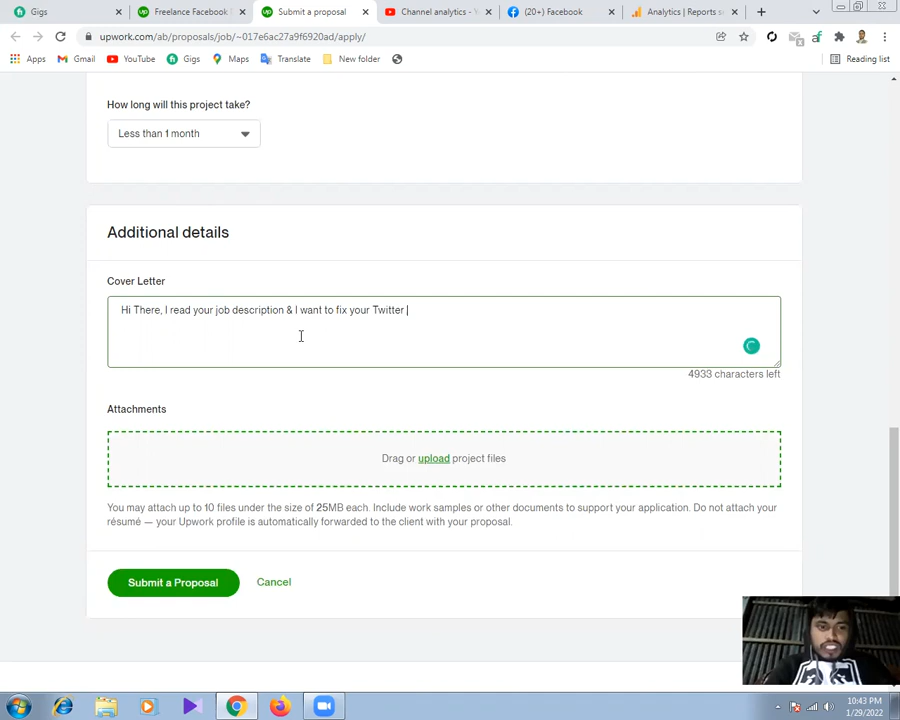 Gigs
Freelance Facebook
Submit a proposal
Channel analytics -
(20+) Facebook
Analytics | Reports
upwork.com/ab/proposals/job/~017e6ac27a9f6920ad/apply/
Apps
Gmail
YouTube
Gigs
Maps
Translate
New folder
Reading list
How long will this project take?
Less than 1 month
Additional details
Cover Letter
Hi There, I read your job description & I want to fix your Twitter
4933 characters left
Attachments
Drag or upload project files
You may attach up to 10 files under the size of 25MB each. Include work samples or other documents to support your application. Do not attach your
résumé — your Upwork profile is automatically forwarded to the client with your proposal.
Submit a Proposal
Cancel
10:43 PM
1/29/2022